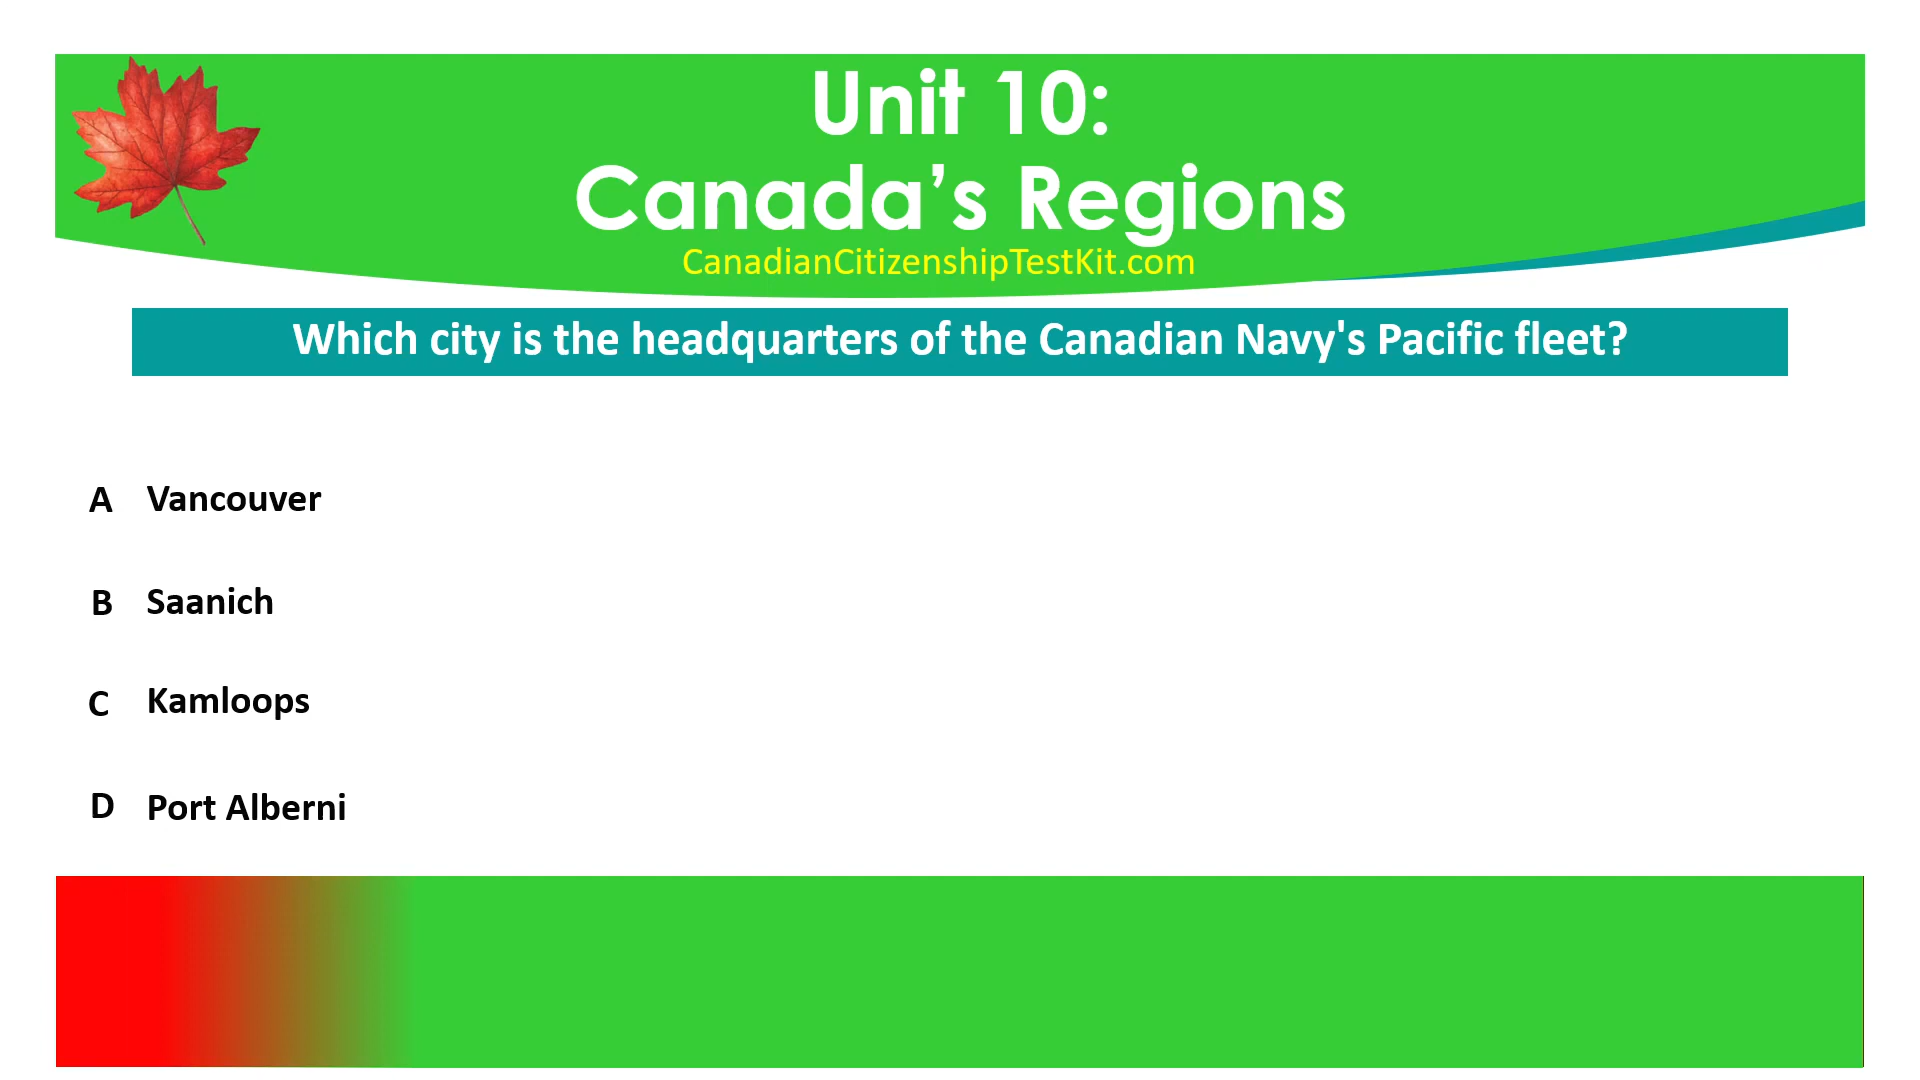 Unit 10:
Canada’s Regions
CanadianCitizenshipTestKit.com
Which city is the headquarters of the Canadian Navy's Pacific fleet?
A Vancouver
B Saanich
C Kamloops
D Port Alberni